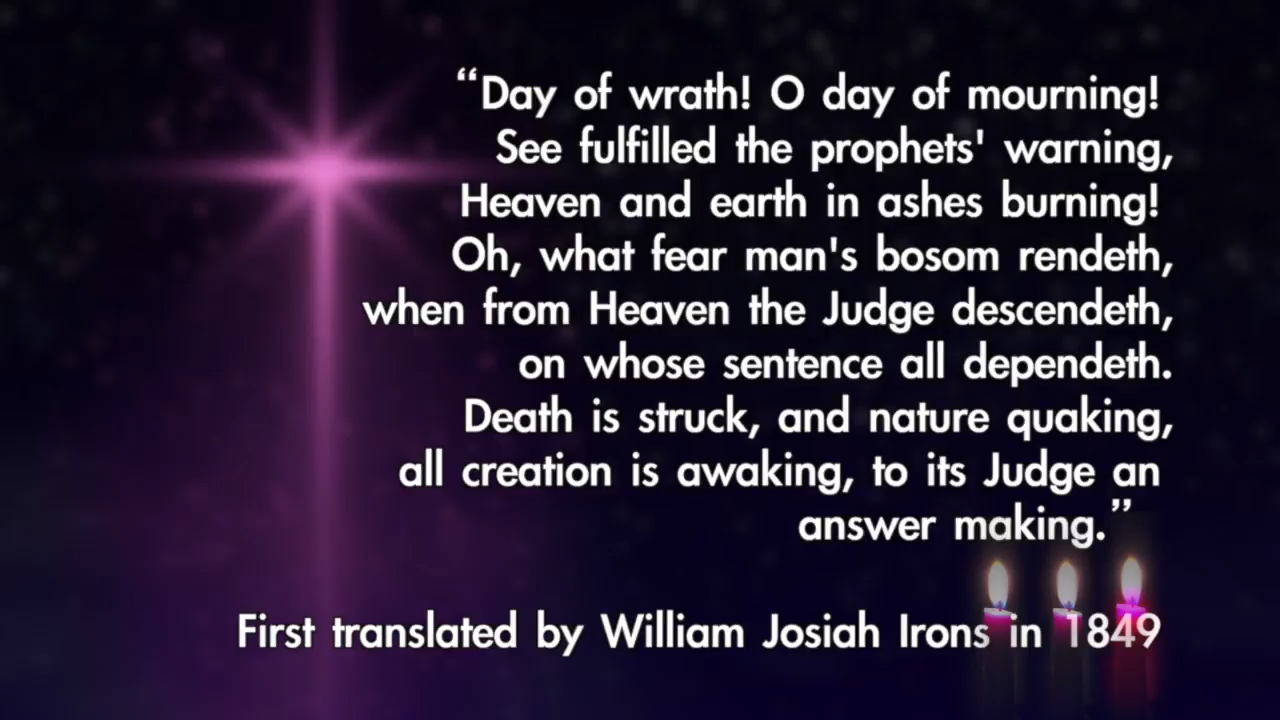 “Day of wrath! O day of mourning!
See fulfilled the prophets' warning,
Heaven and earth in ashes burning!
Oh, what fear man's bosom rendeth,
when from Heaven the Judge descendeth,
on whose sentence all dependeth.
Death is struck, and nature quaking,
all creation is awaking, to its Judge an
answer making.”
First translated by William Josiah Irons in 1849